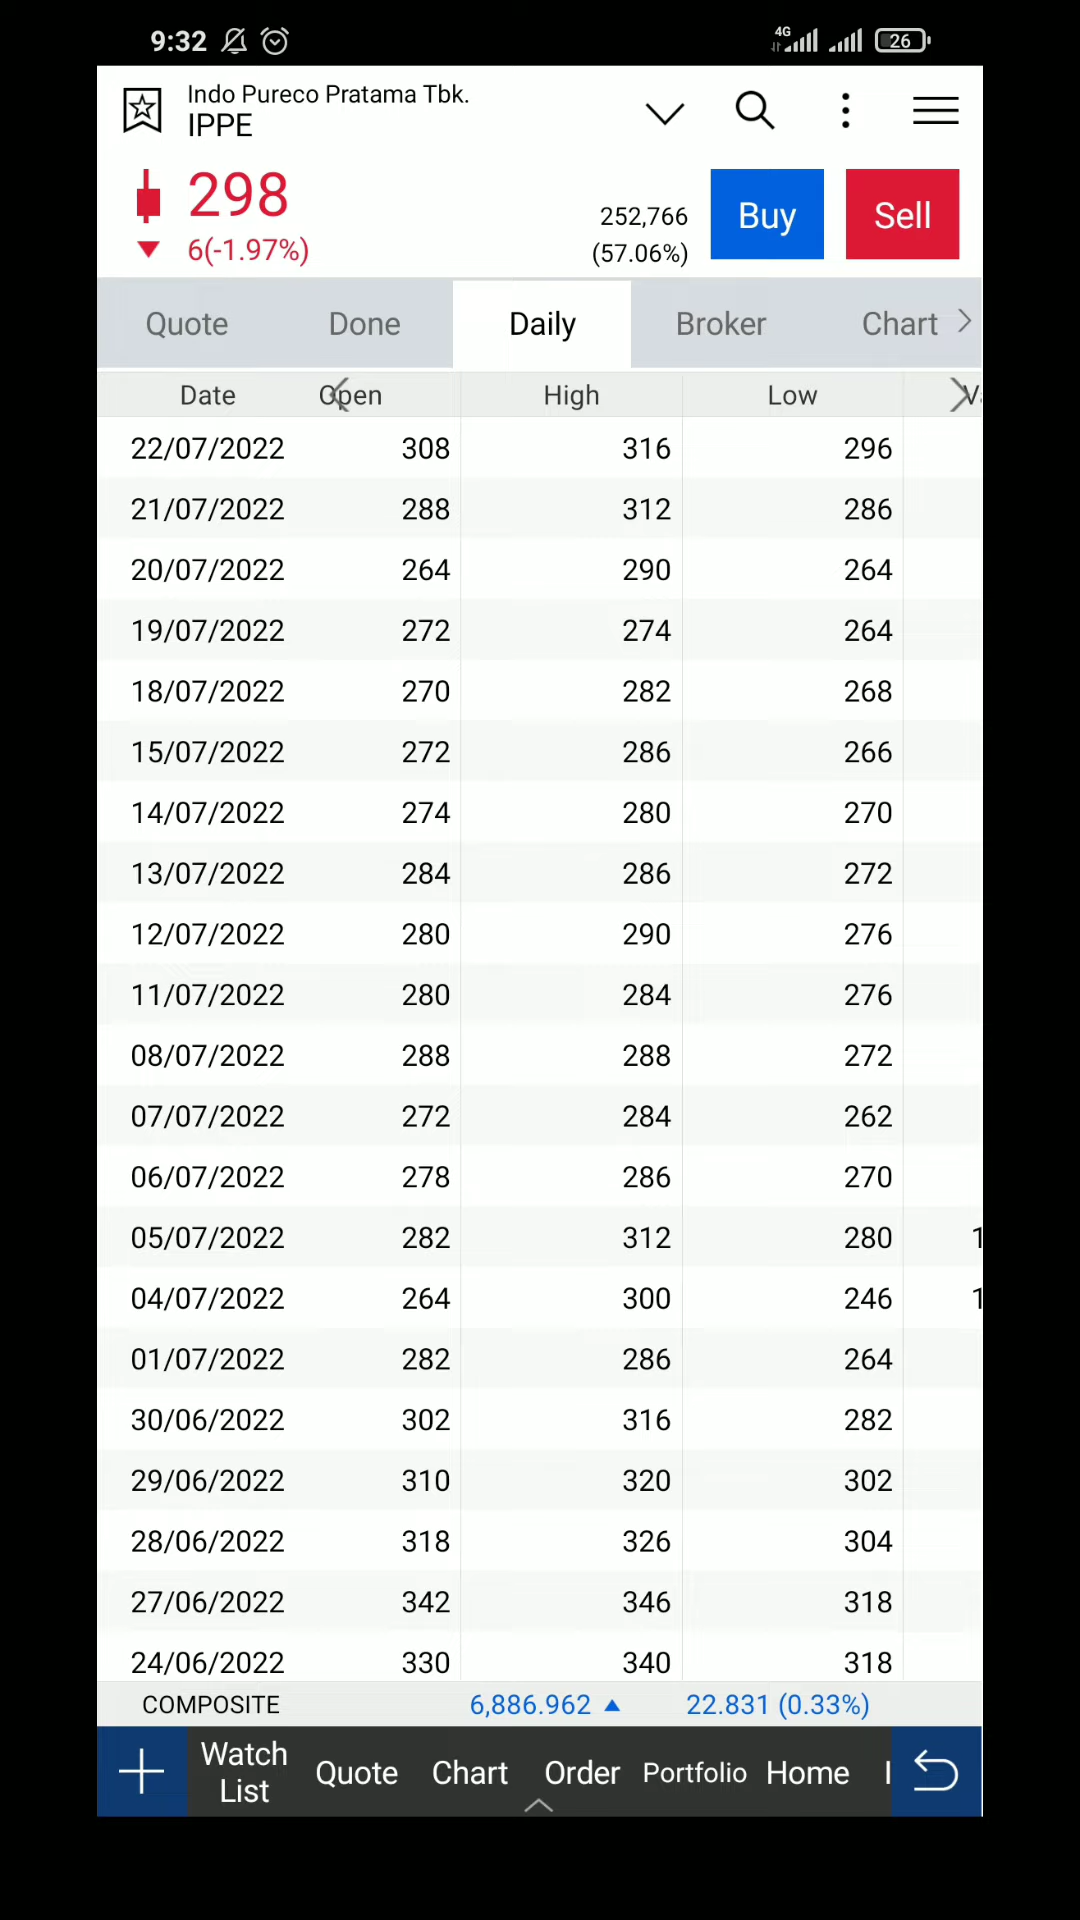 9:32 4G 26
Indo Pureco Pratama Tbk.
IPPE
298
252,766 Buy Sell
6(-1.97%) (57.06%)
Quote Done Daily Broker Chart
Date Open High Low
22/07/2022 308 316 296
21/07/2022 288 312 286
20/07/2022 264 290 264
19/07/2022 272 274 264
18/07/2022 270 282 268
15/07/2022 272 286 266
14/07/2022 274 280 270
13/07/2022 284 286 272
12/07/2022 280 290 276
11/07/2022 280 284 276
08/07/2022 288 288 272
07/07/2022 272 284 262
06/07/2022 278 286 270
05/07/2022 282 312 280 1
04/07/2022 264 300 246 1
01/07/2022 282 286 264
30/06/2022 302 316 282
29/06/2022 310 320 302
28/06/2022 318 326 304
27/06/2022 342 346 318
24/06/2022 330 340 318
COMPOSITE 6,886.962 22.831 (0.33%)
Watch List Quote Chart Order Portfolio Home